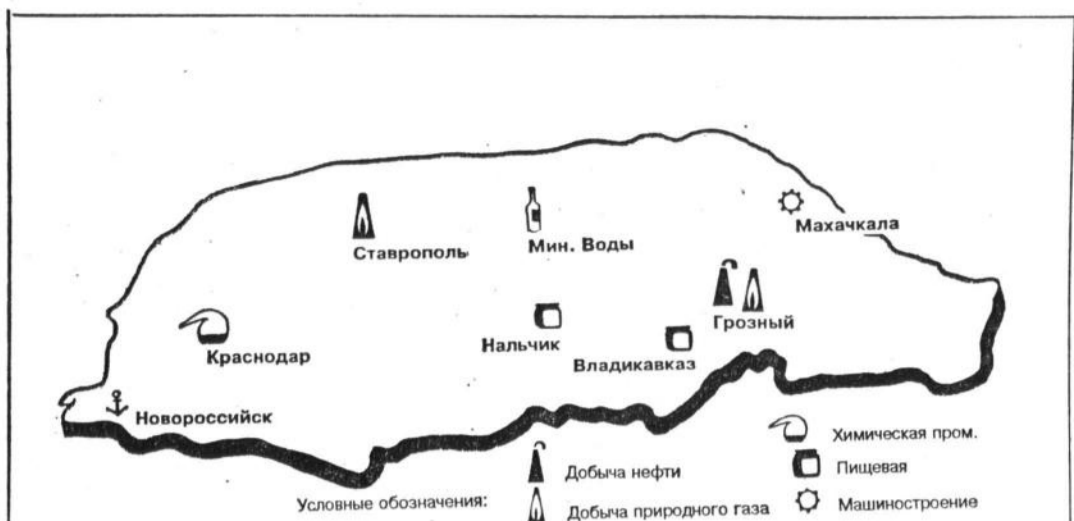 Ставрополь
Мин. Воды
Махачкала
Краснодар
Нальчик
Грозный
Владикавказ
Новороссийск
Условные обозначения:
Добыча нефти
Добыча природного газа
Химическая пром.
Пищевая
Машиностроение